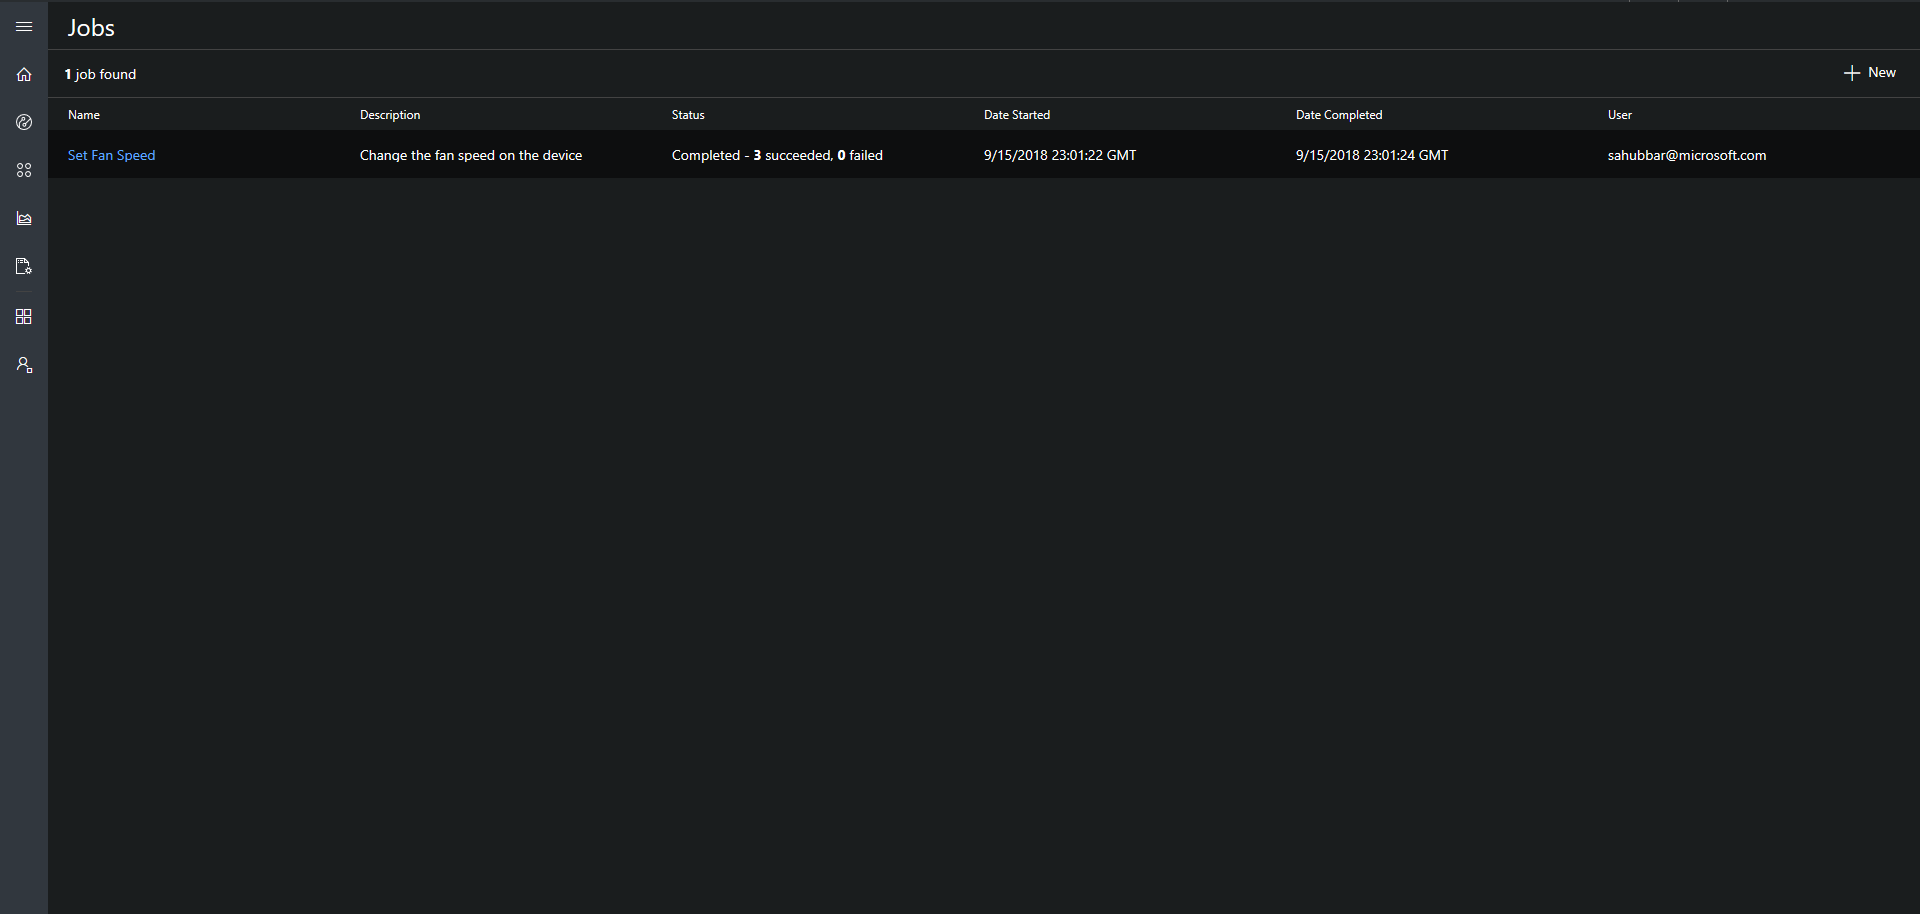 Jobs
1 job found
New
Name Description Status Date Started Date Completed User
Set Fan Speed Change the fan speed on the device Completed - 3 succeeded, 0 failed 9/15/2018 23:01:22 GMT 9/15/2018 23:01:24 GMT sahubbar@microsoft.com